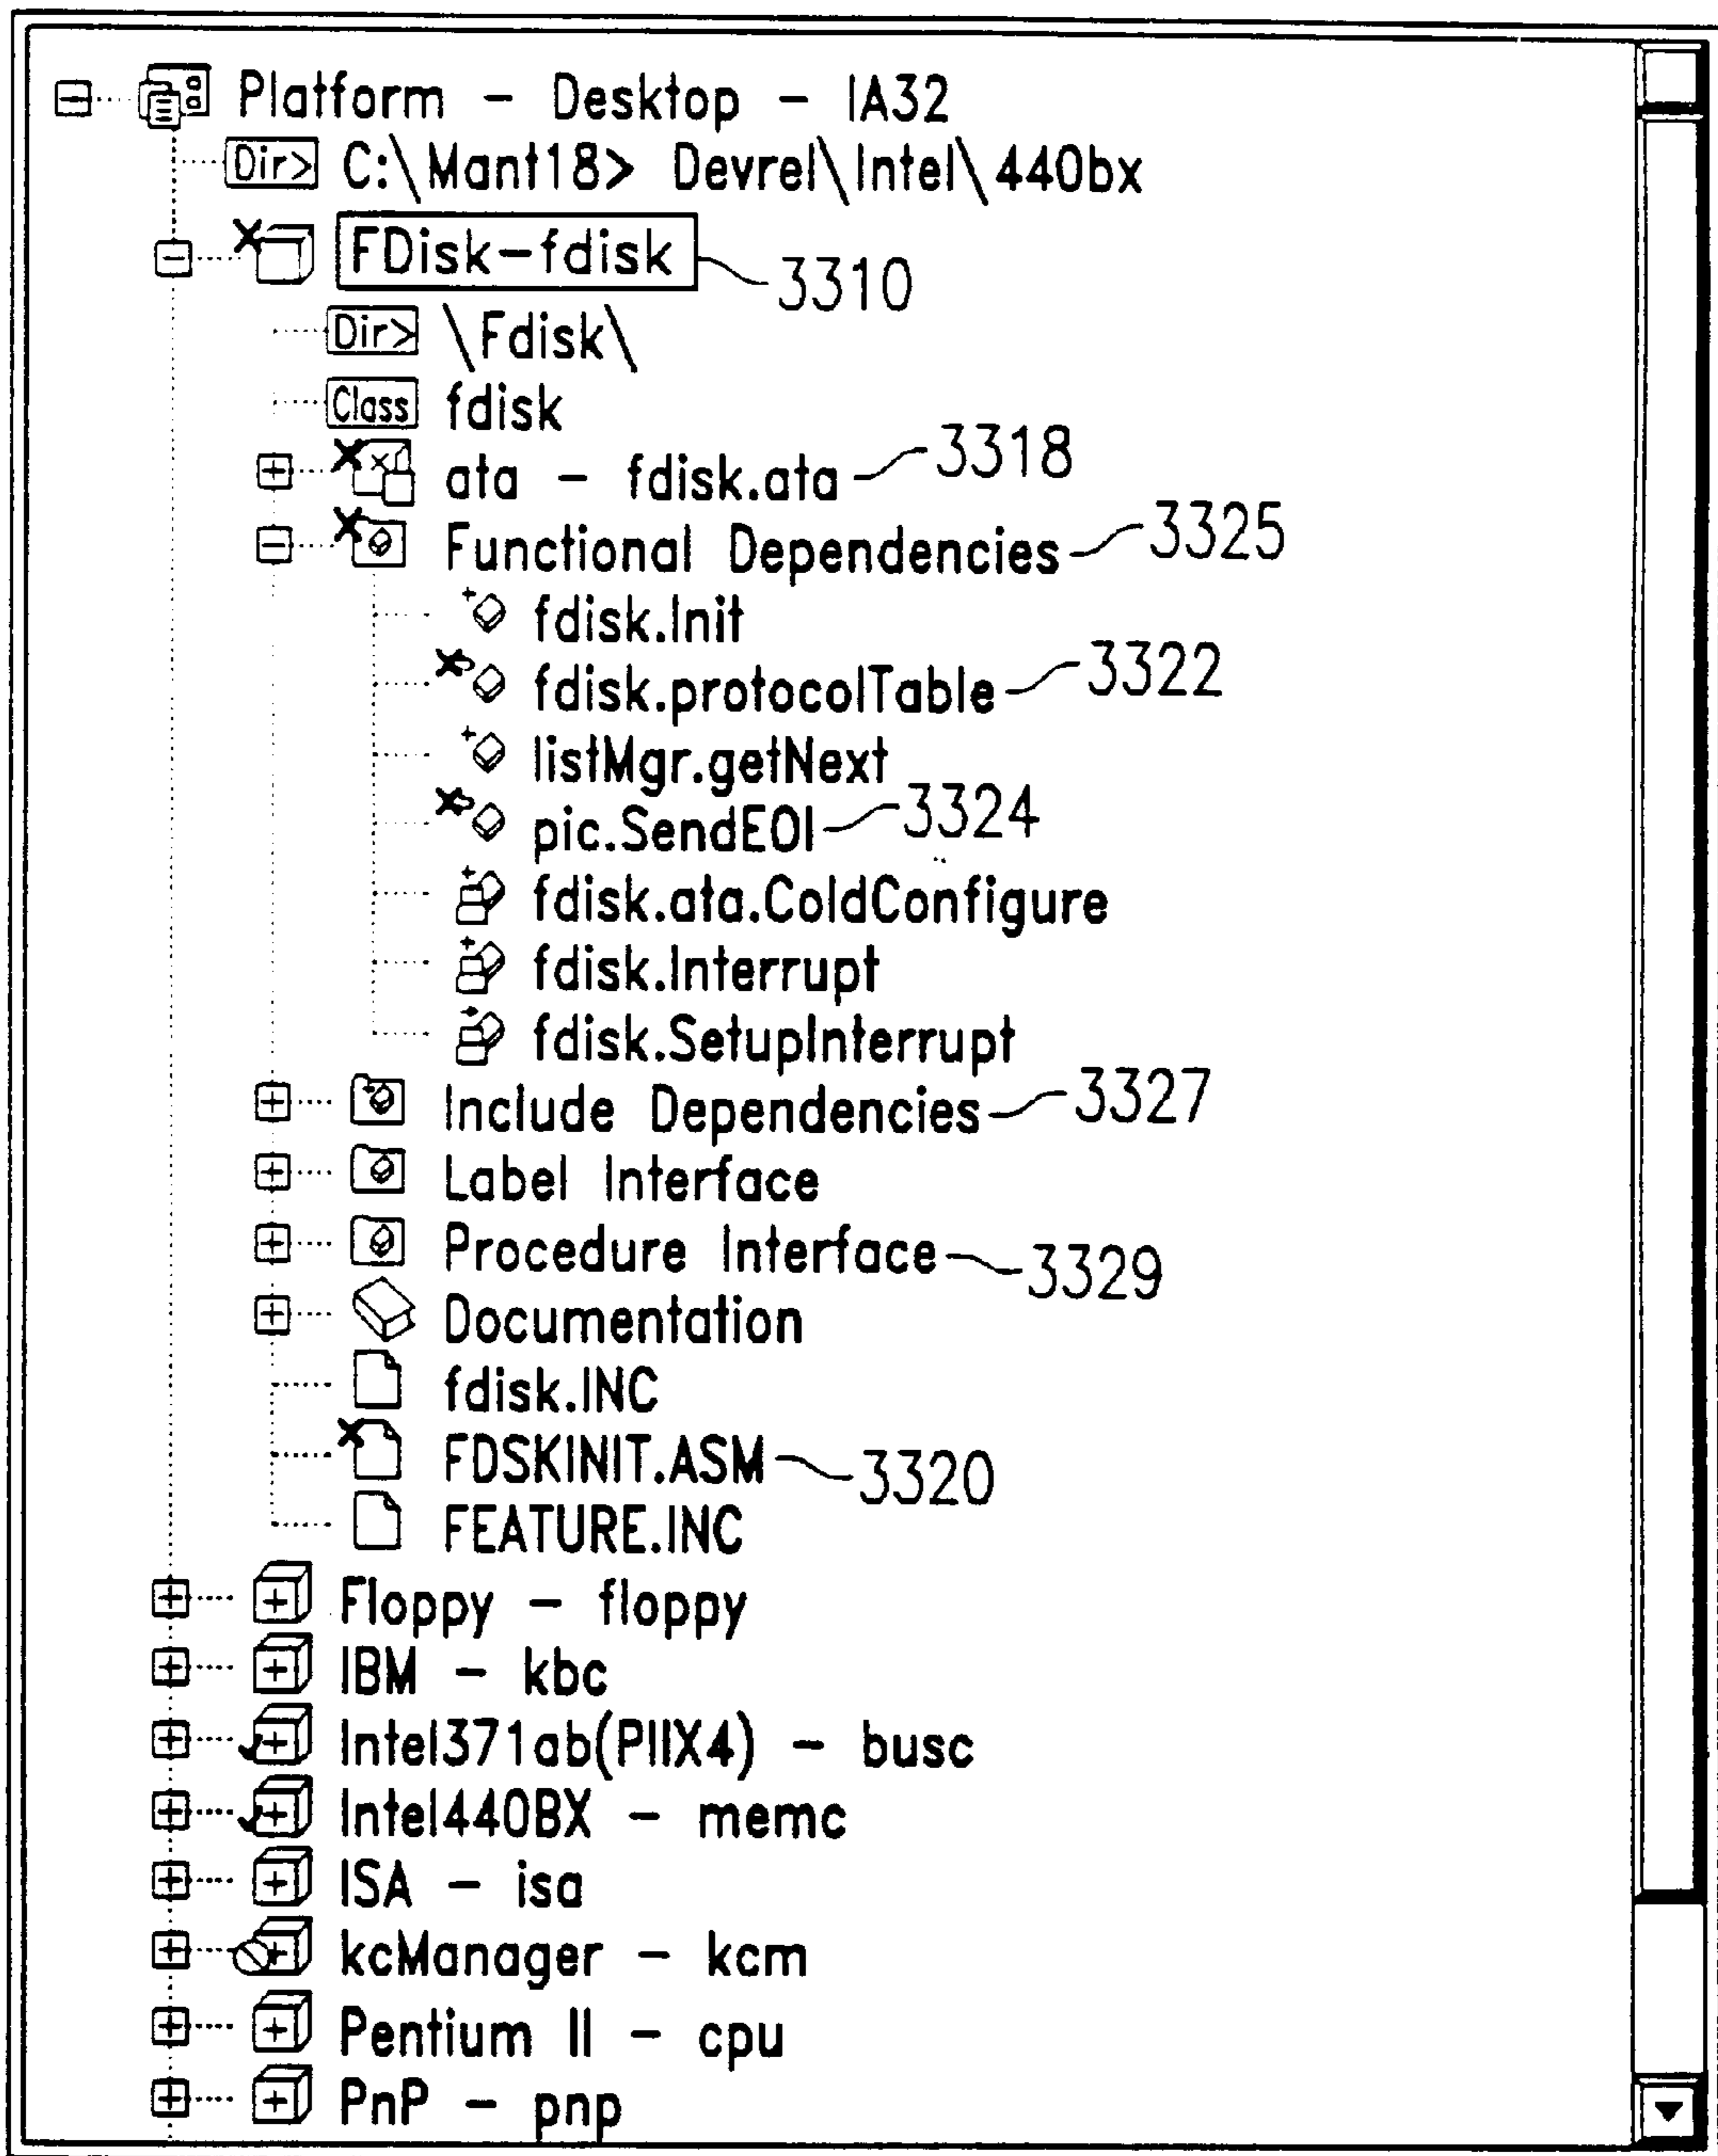 Platform - Desktop - IA32
Dir> C:\Mant18> Devrel\Intel\440bx
FDisk-fdisk 3310
Dir> \Fdisk\
Class fdisk
ata - fdisk.ata 3318
Functional Dependencies 3325
fdisk.Init
fdisk.protocolTable 3322
listMgr.getNext
pic.SendEOI 3324
fdisk.ata.ColdConfigure
fdisk.Interrupt
fdisk.SetupInterrupt
Include Dependencies 3327
Label Interface
Procedure Interface 3329
Documentation
fdisk.INC
FDSKINIT.ASM 3320
FEATURE.INC
Floppy - floppy
IBM - kbc
Intel371ab(PIIX4) - busc
Intel440BX - memc
ISA - isa
kcManager - kcm
Pentium II - cpu
PnP - pnp